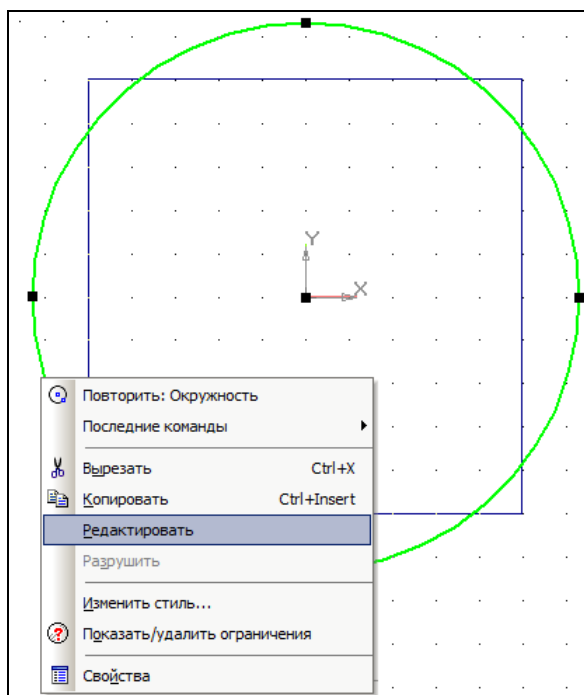 Y
X
Повторить: Окружность
Последние команды
Вырезать Ctrl+X
Копировать Ctrl+Insert
Редактировать
Разрушить
Изменить стиль...
Показать/удалить ограничения
Свойства